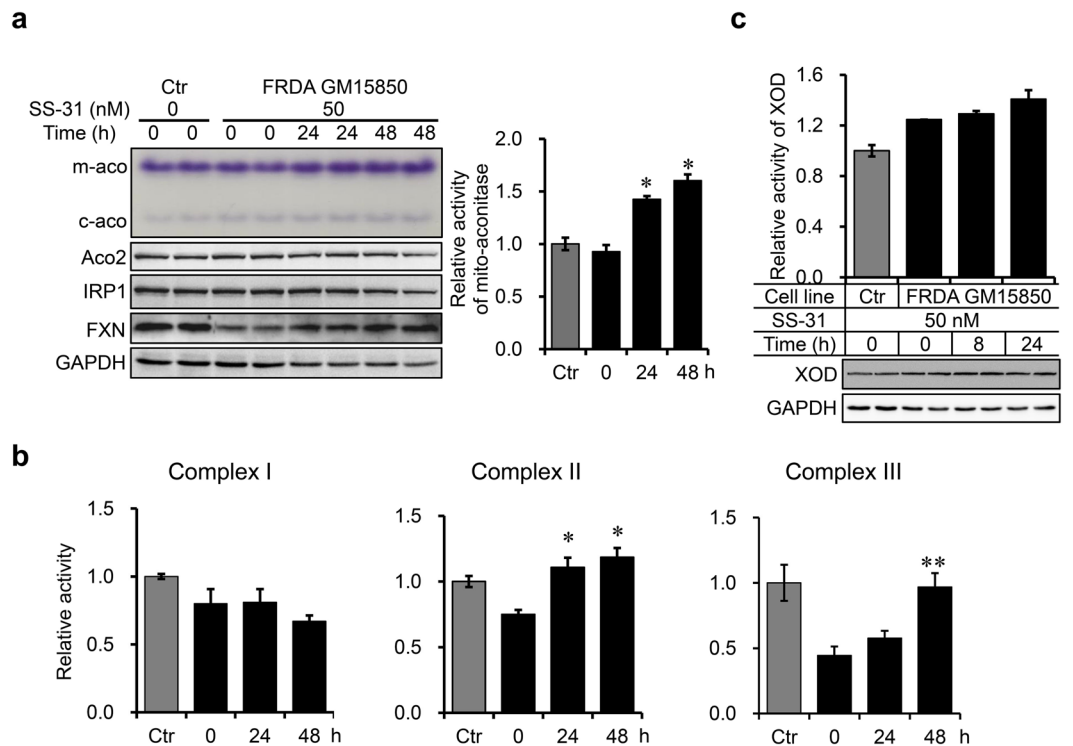 a
Ctr FRDA GM15850
SS-31 (nM) 0 50
Time (h) 0 0 0 0 24 24 48 48
m-aco
c-aco
Aco2
IRP1
FXN
GAPDH
Relative activity
of mito-aconitase
2.0
1.5
1.0
0.5
0.0
* *
Ctr 0 24 48 h
c
Relative activity of XOD
1.6
1.2
0.8
0.4
0.0
Cell line Ctr FRDA GM15850
SS-31 50 nM
Time (h) 0 0 8 24
XOD
GAPDH
b
Complex I
Relative activity
1.5
1.0
0.5
0.0
Ctr 0 24 48 h
Complex II
1.5
1.0
0.5
0.0
* *
Ctr 0 24 48 h
Complex III
1.5
1.0
0.5
0.0
**
Ctr 0 24 48 h